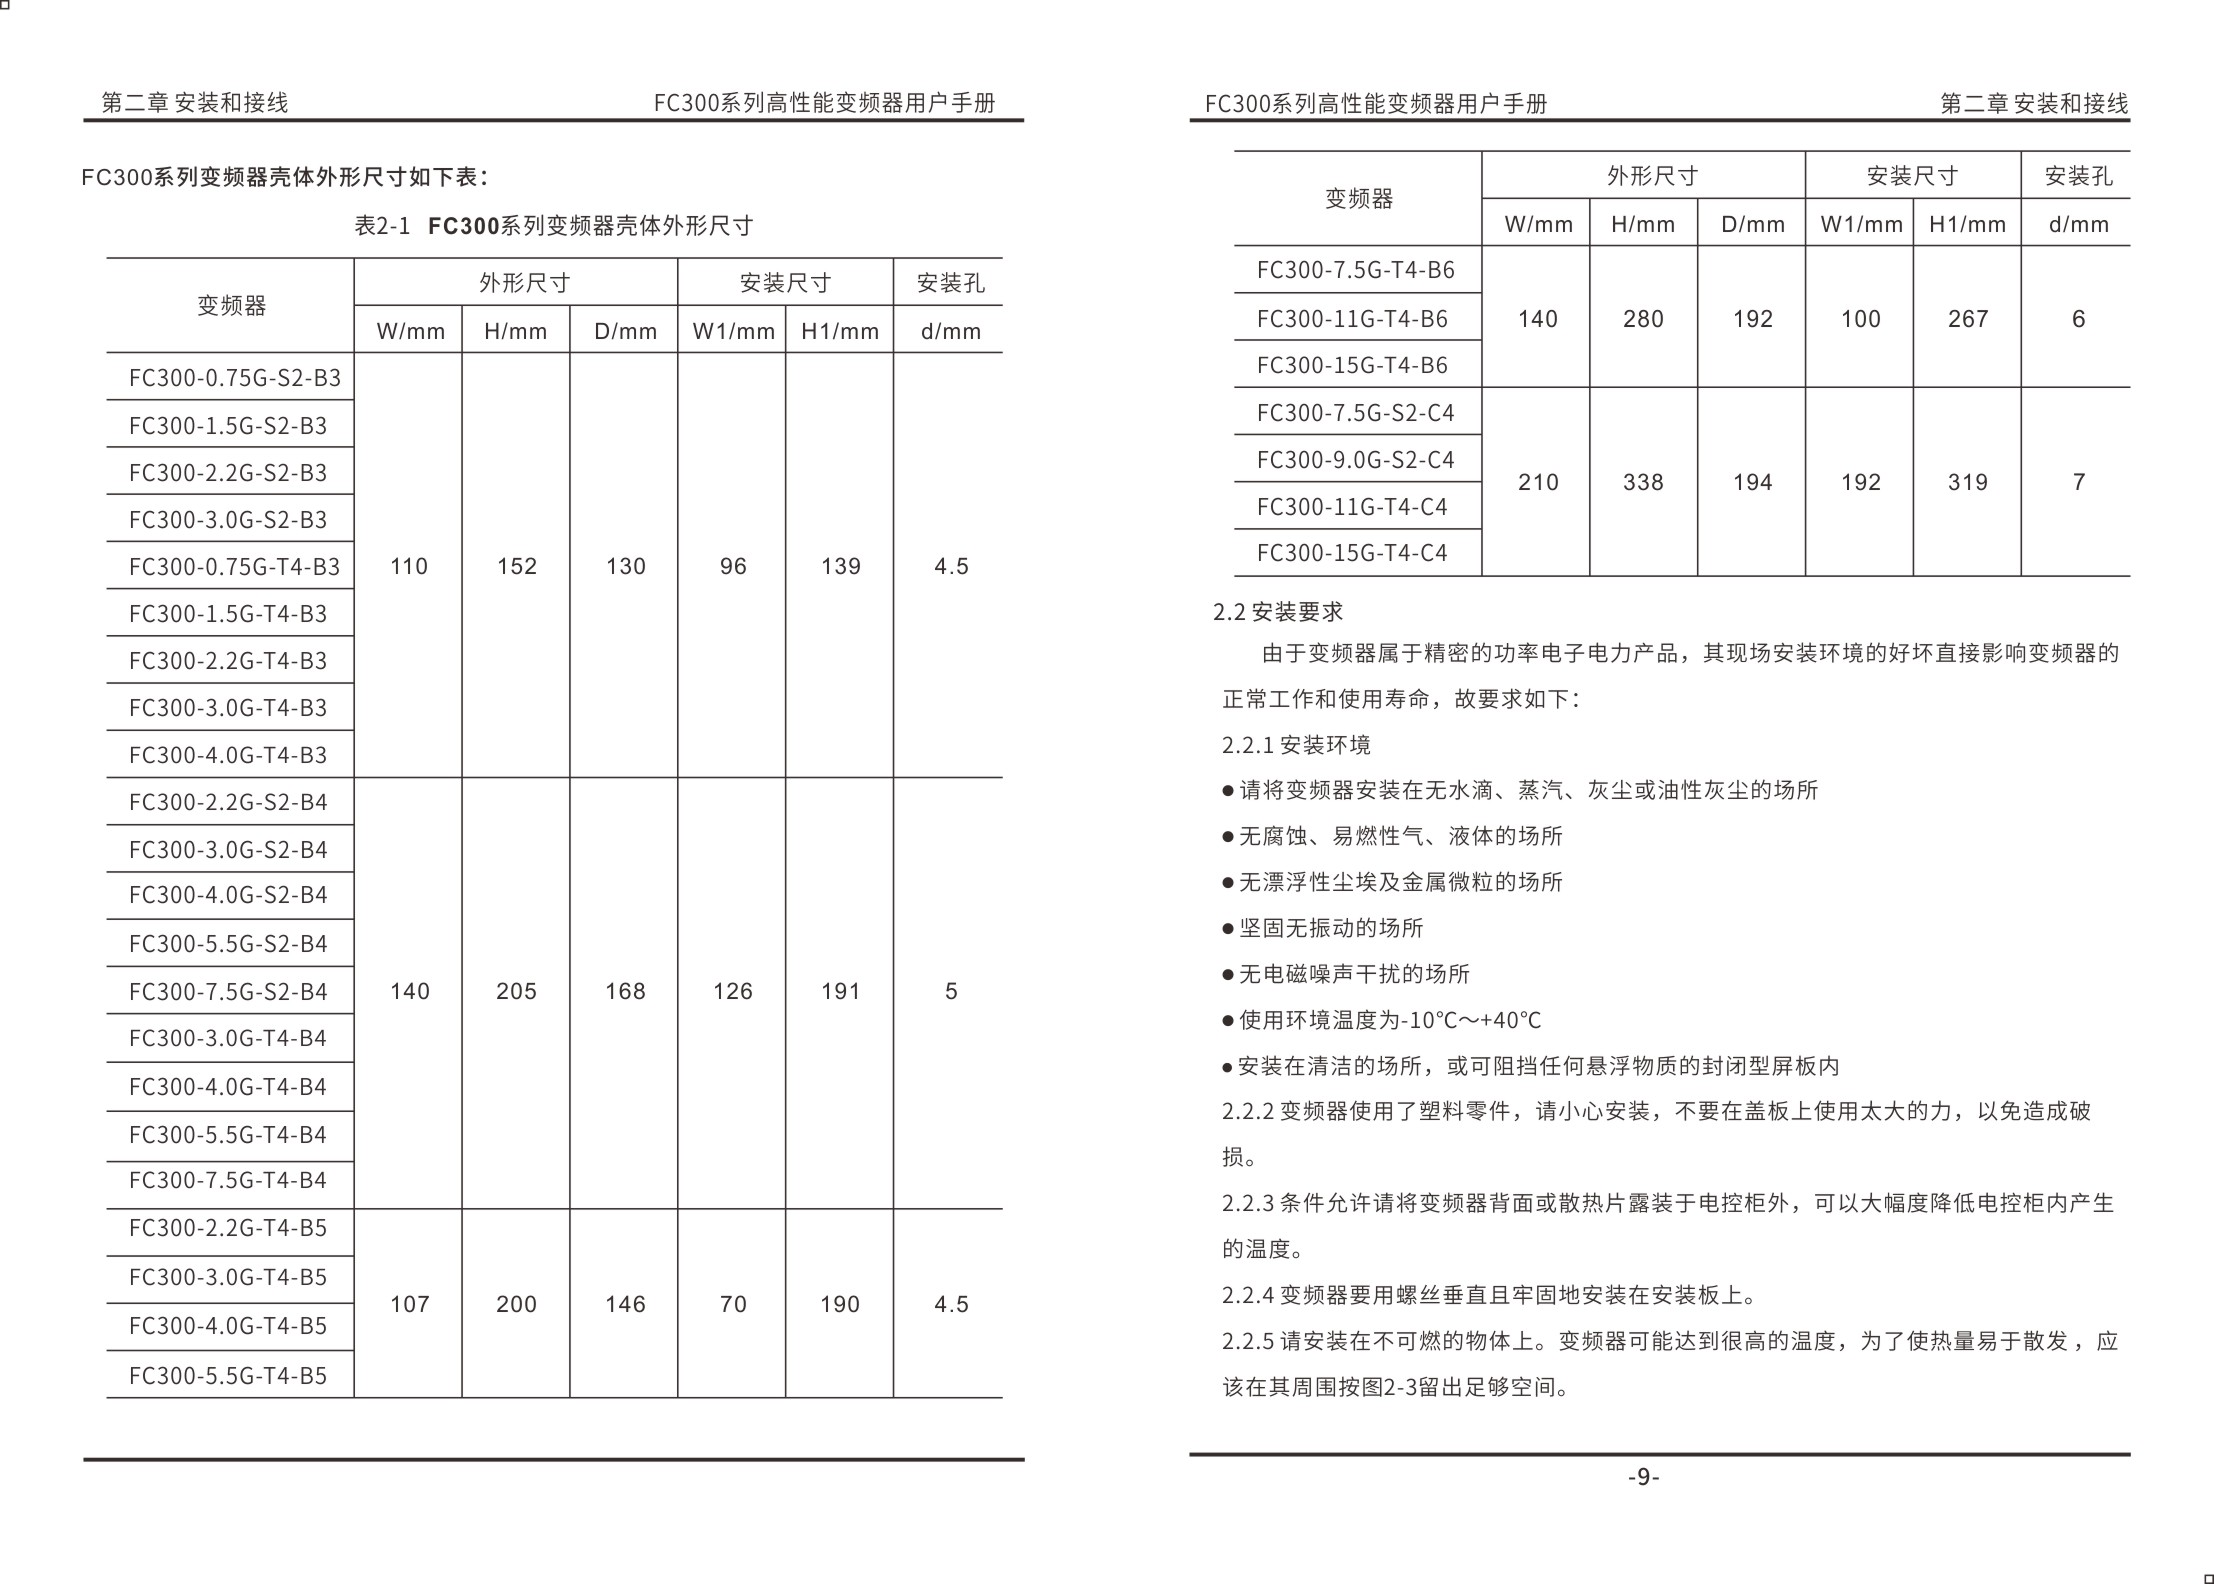 第二章 安装和接线 FC300系列高性能变频器用户手册
FC300系列变频器壳体外形尺寸如下表：
表2-1 FC300系列变频器壳体外形尺寸
变频器 外形尺寸 安装尺寸 安装孔
W/mm H/mm D/mm W1/mm H1/mm d/mm
FC300-0.75G-S2-B3
FC300-1.5G-S2-B3
FC300-2.2G-S2-B3
FC300-3.0G-S2-B3
FC300-0.75G-T4-B3 110 152 130 96 139 4.5
FC300-1.5G-T4-B3
FC300-2.2G-T4-B3
FC300-3.0G-T4-B3
FC300-4.0G-T4-B3
FC300-2.2G-S2-B4
FC300-3.0G-S2-B4
FC300-4.0G-S2-B4
FC300-5.5G-S2-B4
FC300-7.5G-S2-B4 140 205 168 126 191 5
FC300-3.0G-T4-B4
FC300-4.0G-T4-B4
FC300-5.5G-T4-B4
FC300-7.5G-T4-B4
FC300-2.2G-T4-B5
FC300-3.0G-T4-B5
107 200 146 70 190 4.5
FC300-4.0G-T4-B5
FC300-5.5G-T4-B5
FC300系列高性能变频器用户手册 第二章 安装和接线
变频器 外形尺寸 安装尺寸 安装孔
W/mm H/mm D/mm W1/mm H1/mm d/mm
FC300-7.5G-T4-B6
FC300-11G-T4-B6 140 280 192 100 267 6
FC300-15G-T4-B6
FC300-7.5G-S2-C4
FC300-9.0G-S2-C4
210 338 194 192 319 7
FC300-11G-T4-C4
FC300-15G-T4-C4
2.2 安装要求
由于变频器属于精密的功率电子电力产品，其现场安装环境的好坏直接影响变频器的
正常工作和使用寿命，故要求如下：
2.2.1 安装环境
●请将变频器安装在无水滴、蒸汽、灰尘或油性灰尘的场所
●无腐蚀、易燃性气、液体的场所
●无漂浮性尘埃及金属微粒的场所
●坚固无振动的场所
●无电磁噪声干扰的场所
●使用环境温度为-10℃～+40℃
●安装在清洁的场所，或可阻挡任何悬浮物质的封闭型屏板内
2.2.2 变频器使用了塑料零件，请小心安装，不要在盖板上使用太大的力，以免造成破
损。
2.2.3 条件允许请将变频器背面或散热片露装于电控柜外，可以大幅度降低电控柜内产生
的温度。
2.2.4 变频器要用螺丝垂直且牢固地安装在安装板上。
2.2.5 请安装在不可燃的物体上。变频器可能达到很高的温度，为了使热量易于散发，应
该在其周围按图2-3留出足够空间。
-9-